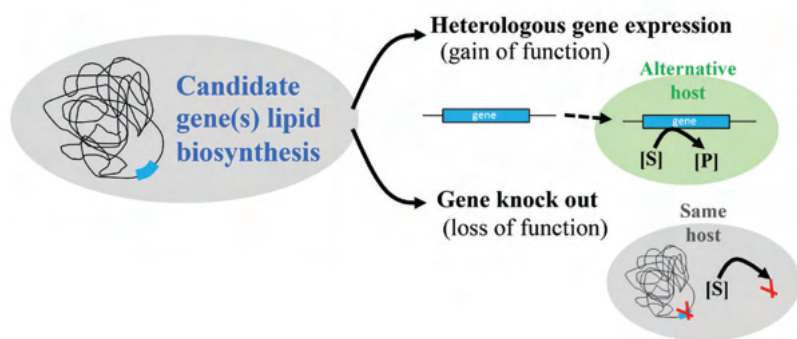 Heterologous gene expression
(gain of function)
Candidate
gene(s) lipid
biosynthesis
Alternative
host
gene
gene
[S] [P]
Gene knock out
(loss of function)
Same
host
[S]